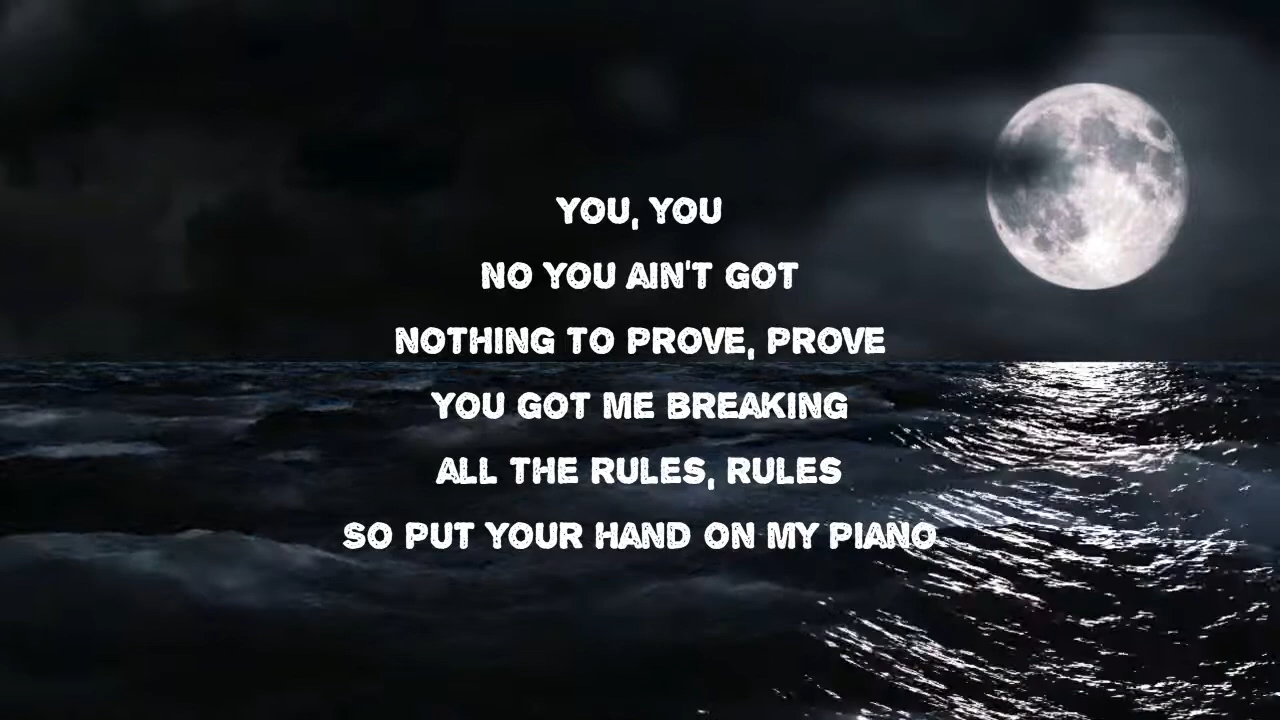 YOU, YOU
NO YOU AIN'T GOT
NOTHING TO PROVE, PROVE
YOU GOT ME BREAKING
ALL THE RULES, RULES
SO PUT YOUR HAND ON MY PIANO